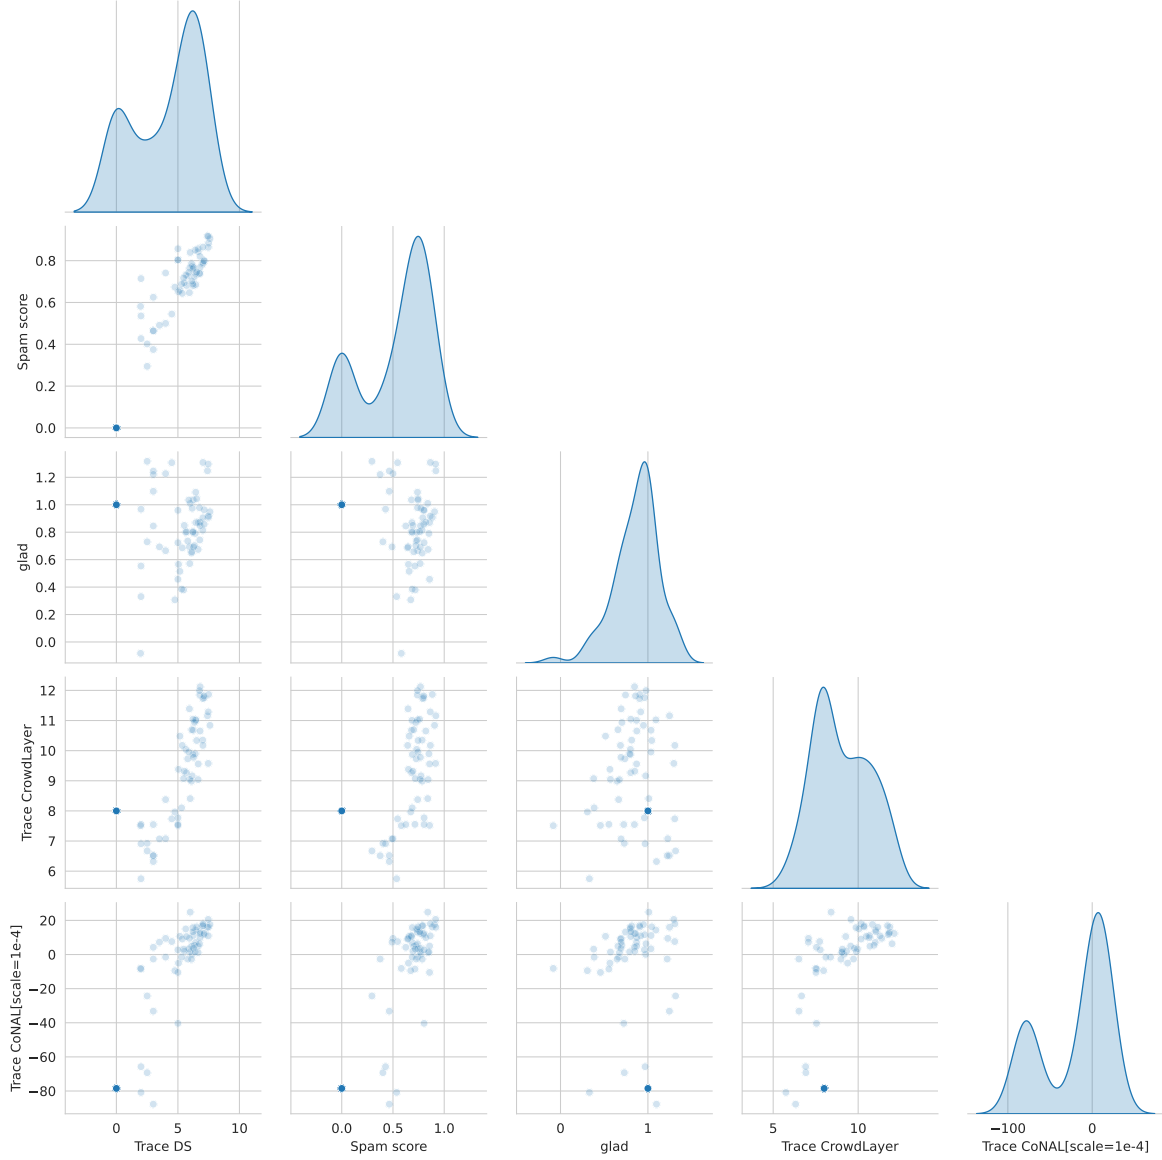 0.8
0.6
0.4
0.2
0.0
Spam score
1.2
1.0
0.8
0.6
0.4
0.2
0.0
glad
12
11
10
9
8
7
6
Trace CrowdLayer
20
0
−20
−40
−60
−80
Trace CoNAL[scale=1e-4]
0 5 10
Trace DS
0.0 0.5 1.0
Spam score
0 1
glad
5 10
Trace CrowdLayer
−100 0
Trace CoNAL[scale=1e-4]